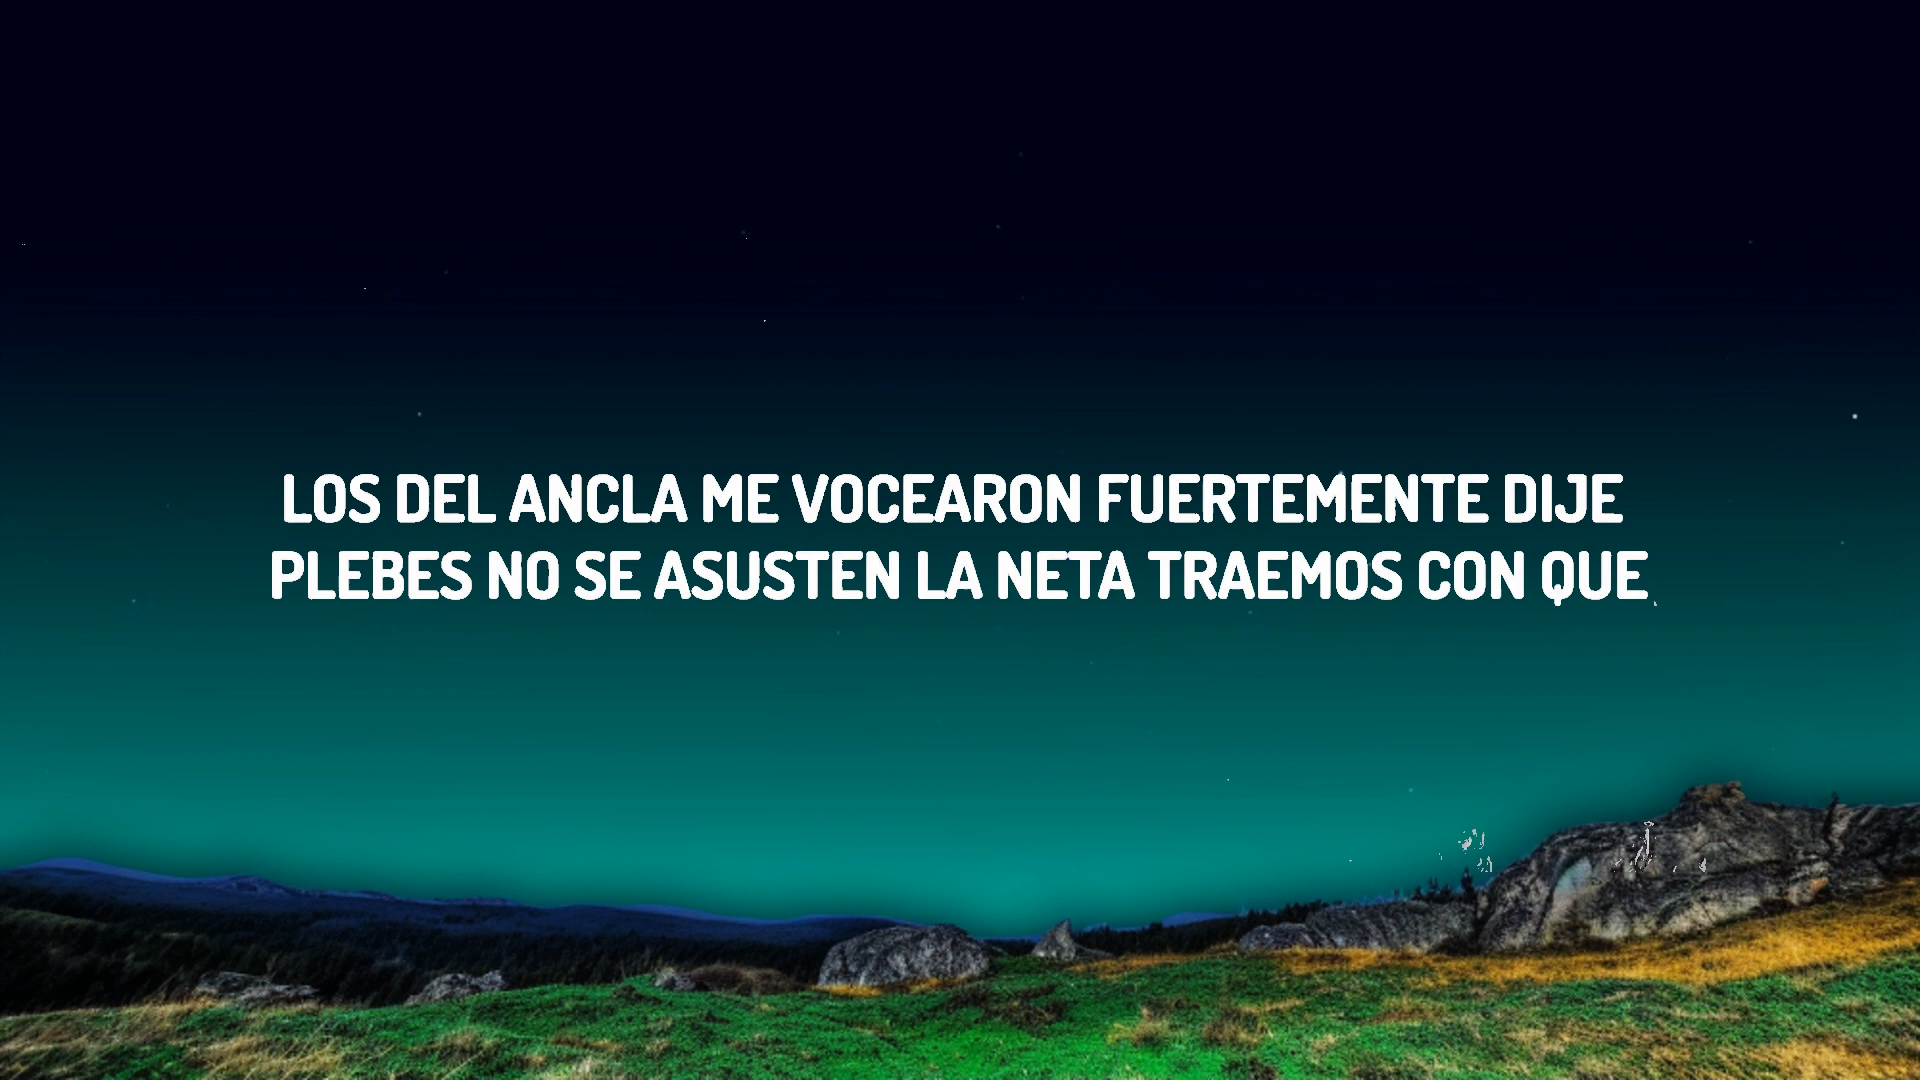 LOS DEL ANCLA ME VOCEARON FUERTEMENTE DIJE
PLEBES NO SE ASUSTEN LA NETA TRAEMOS CON QUE